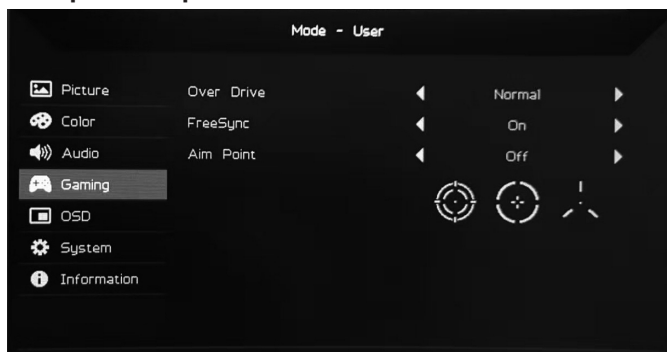 Mode - User
Picture
Over Drive
Normal
Color
FreeSync
On
Audio
Aim Point
Off
Gaming
OSD
System
Information